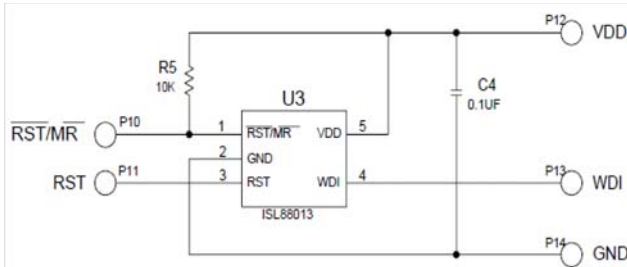 P12
VDD
R5
10K
U3
C4
0.1UF
RST/MR
P10
1
RST/MR
VDD
5
2
GND
RST
P11
3
RST
WDI
4
P13
WDI
ISL88013
P14
GND